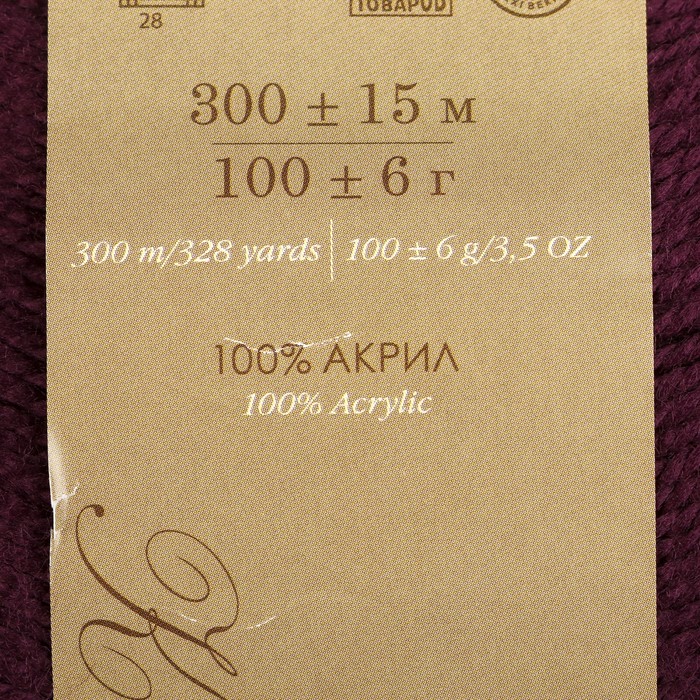 28
300 ± 15 м
100 ± 6 г
300 m/328 yards | 100 ± 6 g/3,5 OZ
100% АКРИЛ
100% Acrylic